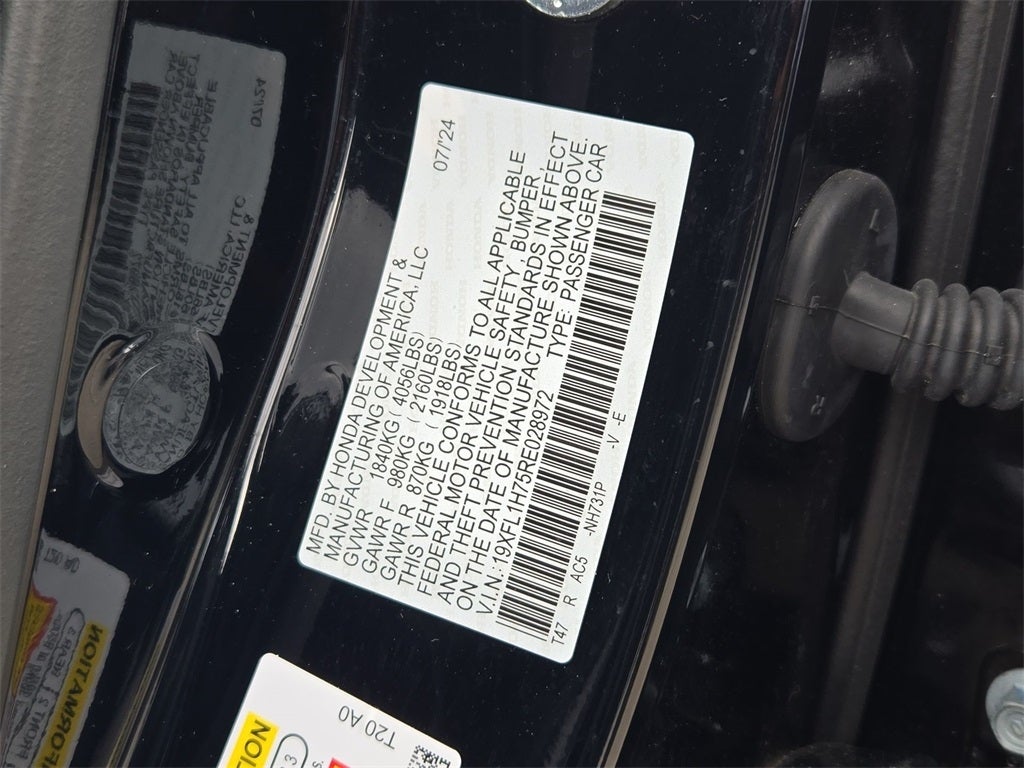 07/'24
MFD. BY HONDA DEVELOPMENT &
MANUFACTURING OF AMERICA, LLC
GVWR 1840KG ( 4056LBS)
GAWR F 980KG ( 2160LBS)
GAWR R 870KG ( 1918LBS)
THIS VEHICLE CONFORMS TO ALL APPLICABLE
FEDERAL MOTOR VEHICLE SAFETY, BUMPER,
AND THEFT PREVENTION STANDARDS IN EFFECT
ON THE DATE OF MANUFACTURE SHOWN ABOVE.
V.I.N.: 19XFL1H75RE028972 TYPE: PASSENGER CAR
T47 R AC5 -NH731P -V -E
T20 A0